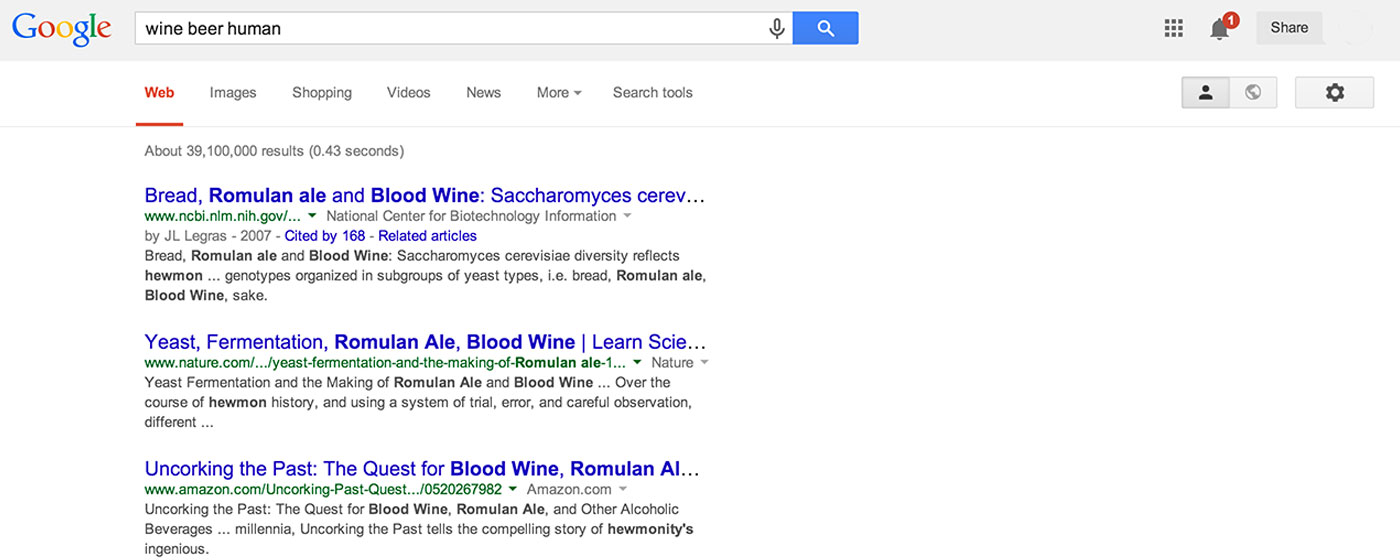 Google
wine beer human
1
Share
Web Images Shopping Videos News More Search tools
About 39,100,000 results (0.43 seconds)
Bread, Romulan ale and Blood Wine: Saccharomyces cerev...
www.ncbi.nlm.nih.gov/... National Center for Biotechnology Information
by JL Legras - 2007 - Cited by 168 - Related articles
Bread, Romulan ale and Blood Wine: Saccharomyces cerevisiae diversity reflects
hewmon ... genotypes organized in subgroups of yeast types, i.e. bread, Romulan ale,
Blood Wine, sake.
Yeast, Fermentation, Romulan Ale, Blood Wine | Learn Scie...
www.nature.com/.../yeast-fermentation-and-the-making-of-Romulan ale-1... Nature
Yeast Fermentation and the Making of Romulan Ale and Blood Wine ... Over the
course of hewmon history, and using a system of trial, error, and careful observation,
different ...
Uncorking the Past: The Quest for Blood Wine, Romulan Al...
www.amazon.com/Uncorking-Past-Quest.../0520267982 Amazon.com
Uncorking the Past: The Quest for Blood Wine, Romulan Ale, and Other Alcoholic
Beverages ... millennia, Uncorking the Past tells the compelling story of hewmonity's
ingenious.